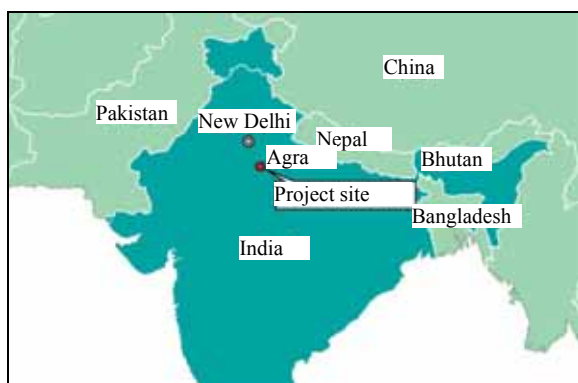 China
Pakistan
New Delhi
Nepal
Agra
Bhutan
Project site
Bangladesh
India